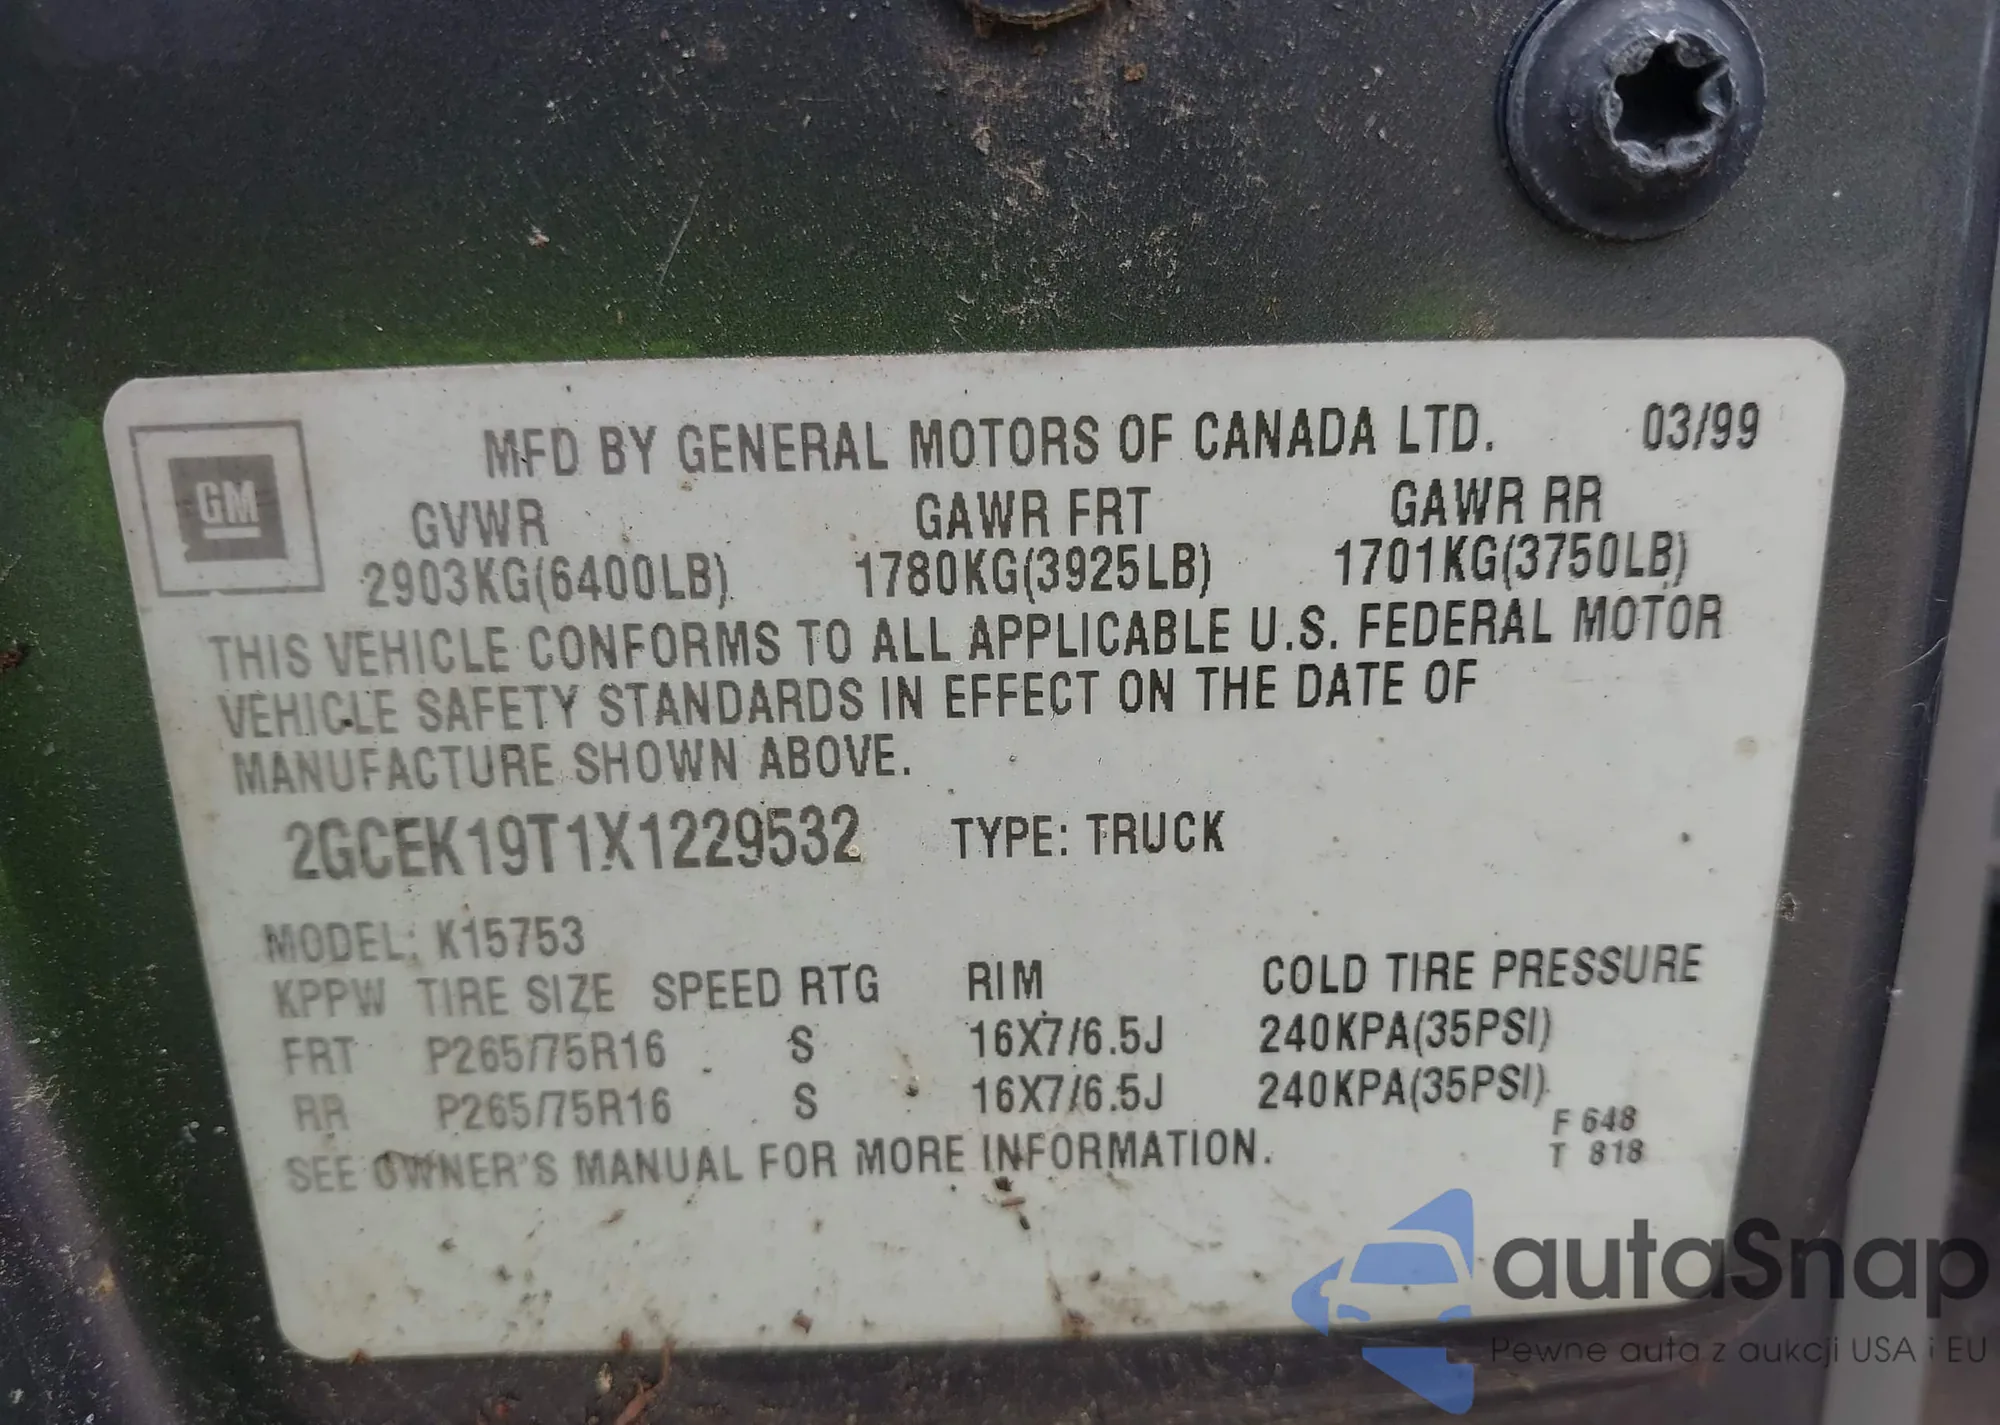 GM
MFD BY GENERAL MOTORS OF CANADA LTD. 03/99
GVWR GAWR FRT GAWR RR
2903KG(6400LB) 1780KG(3925LB) 1701KG(3750LB)
THIS VEHICLE CONFORMS TO ALL APPLICABLE U.S. FEDERAL MOTOR
VEHICLE SAFETY STANDARDS IN EFFECT ON THE DATE OF
MANUFACTURE SHOWN ABOVE.
2GCEK19T1X1229532 TYPE: TRUCK
MODEL: K15753
KPPW TIRE SIZE SPEED RTG RIM COLD TIRE PRESSURE
FRT P265/75R16 S 16X7/6.5J 240KPA(35PSI)
RR P265/75R16 S 16X7/6.5J 240KPA(35PSI)
F 648
T 818
SEE OWNER'S MANUAL FOR MORE INFORMATION.
autaSnap
Pewne auta z aukcji USA i EU